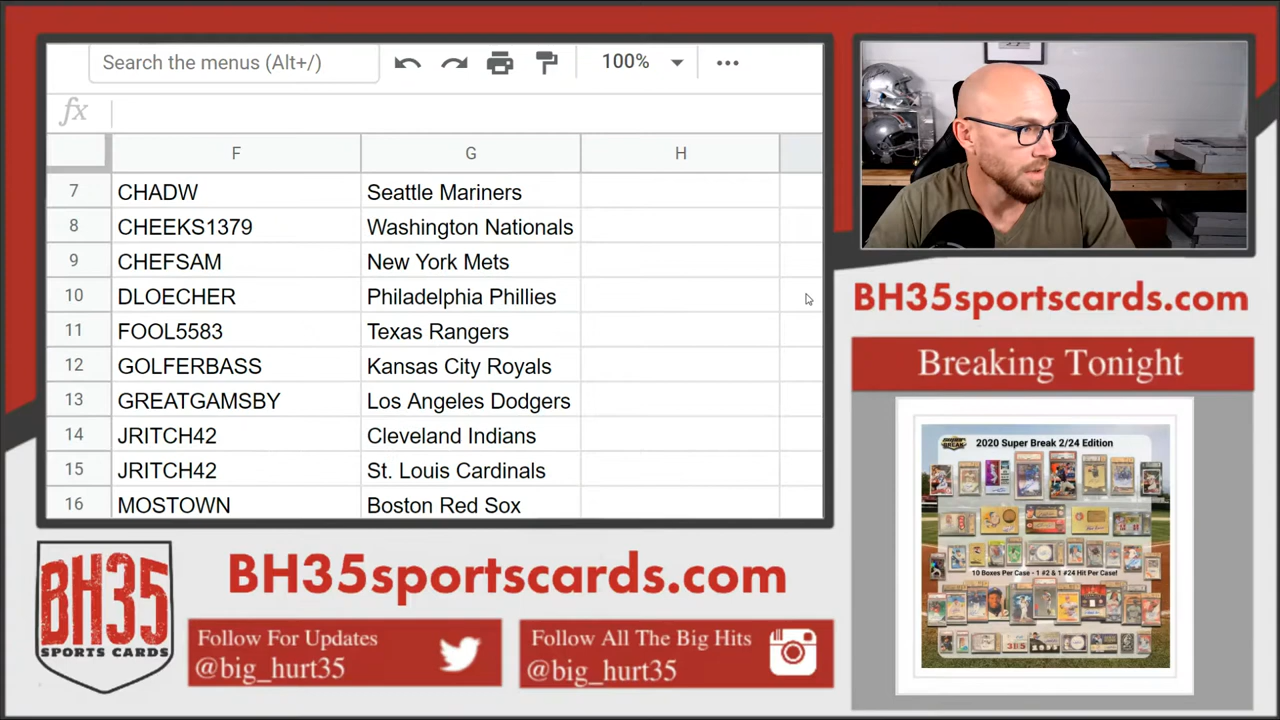 Search the menus (Alt+/)
100%
fx
F G H
7 CHADW Seattle Mariners
8 CHEEKS1379 Washington Nationals
9 CHEFSAM New York Mets
10 DLOECHER Philadelphia Phillies
11 FOOL5583 Texas Rangers
12 GOLFERBASS Kansas City Royals
13 GREATGAMSBY Los Angeles Dodgers
14 JRITCH42 Cleveland Indians
15 JRITCH42 St. Louis Cardinals
16 MOSTOWN Boston Red Sox
BH35sportscards.com
Breaking Tonight
2020 Super Break 2/24 Edition
10 Boxes Per Case - 1 #2 & 1 #24 Hit Per Case!
BH35
SPORTS CARDS
BH35sportscards.com
Follow For Updates
@big_hurt35
Follow All The Big Hits
@big_hurt35